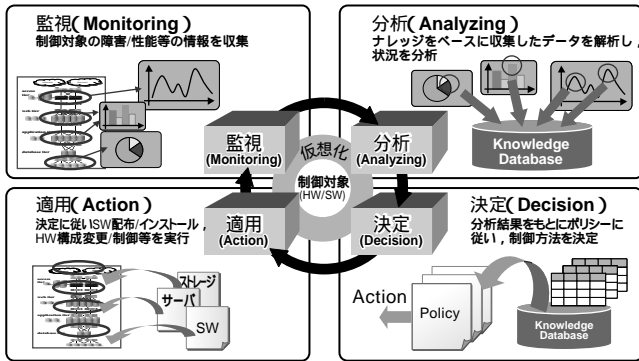 監視(Monitoring)
制御対象の障害/性能等の情報を収集
分析(Analyzing)
ナレッジをベースに収集したデータを解析し,
状況を分析
Knowledge
Database
監視
(Monitoring)
分析
(Analyzing)
仮想化
制御対象
(HW/SW)
適用
(Action)
決定
(Decision)
適用(Action)
決定に従いSW配布/インストール,
HW構成変更/制御等を実行
ストレージ
サーバ
SW
決定(Decision)
分析結果をもとにポリシーに
従い,制御方法を決定
Action
Policy
Knowledge
Database